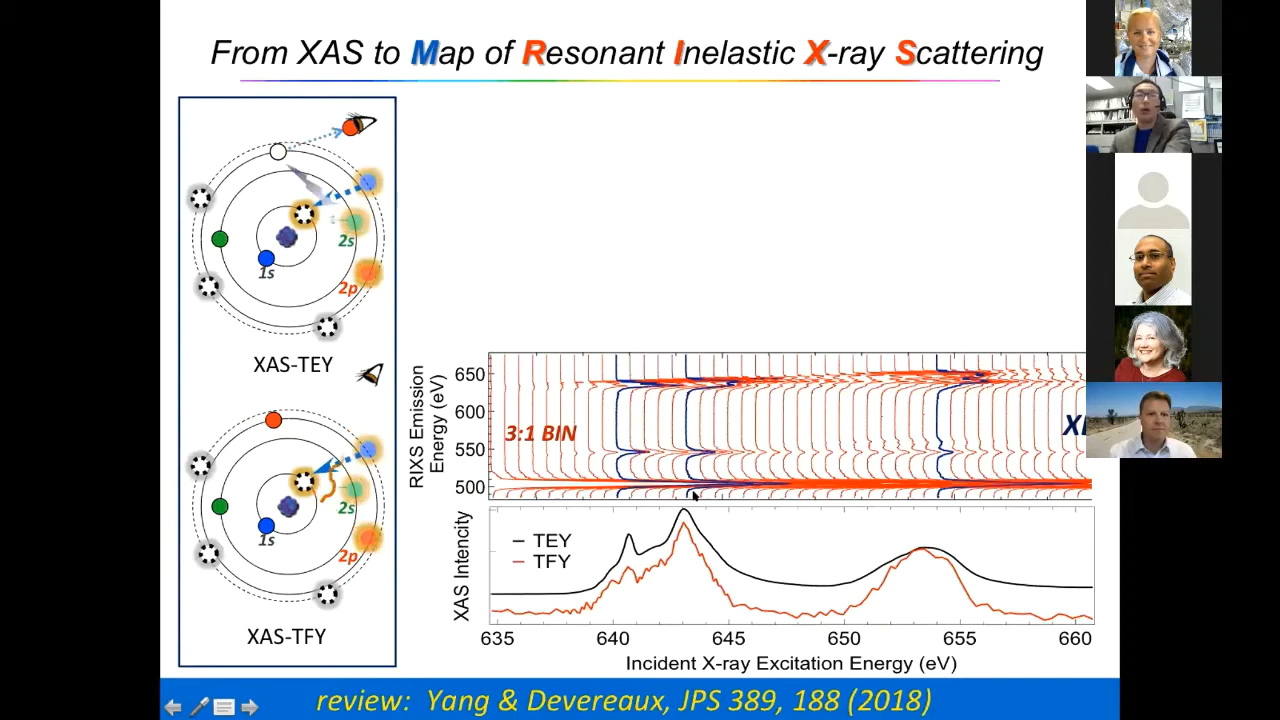 From XAS to Map of Resonant Inelastic X-ray Scattering
2s
1s
2p
XAS-TEY
2s
1s
2p
XAS-TFY
RIXS Emission
Energy (eV)
650
600
550
500
3:1 BIN
XAS Intencity
TEY
TFY
635
640
645
650
655
660
Incident X-ray Excitation Energy (eV)
review: Yang & Devereaux, JPS 389, 188 (2018)